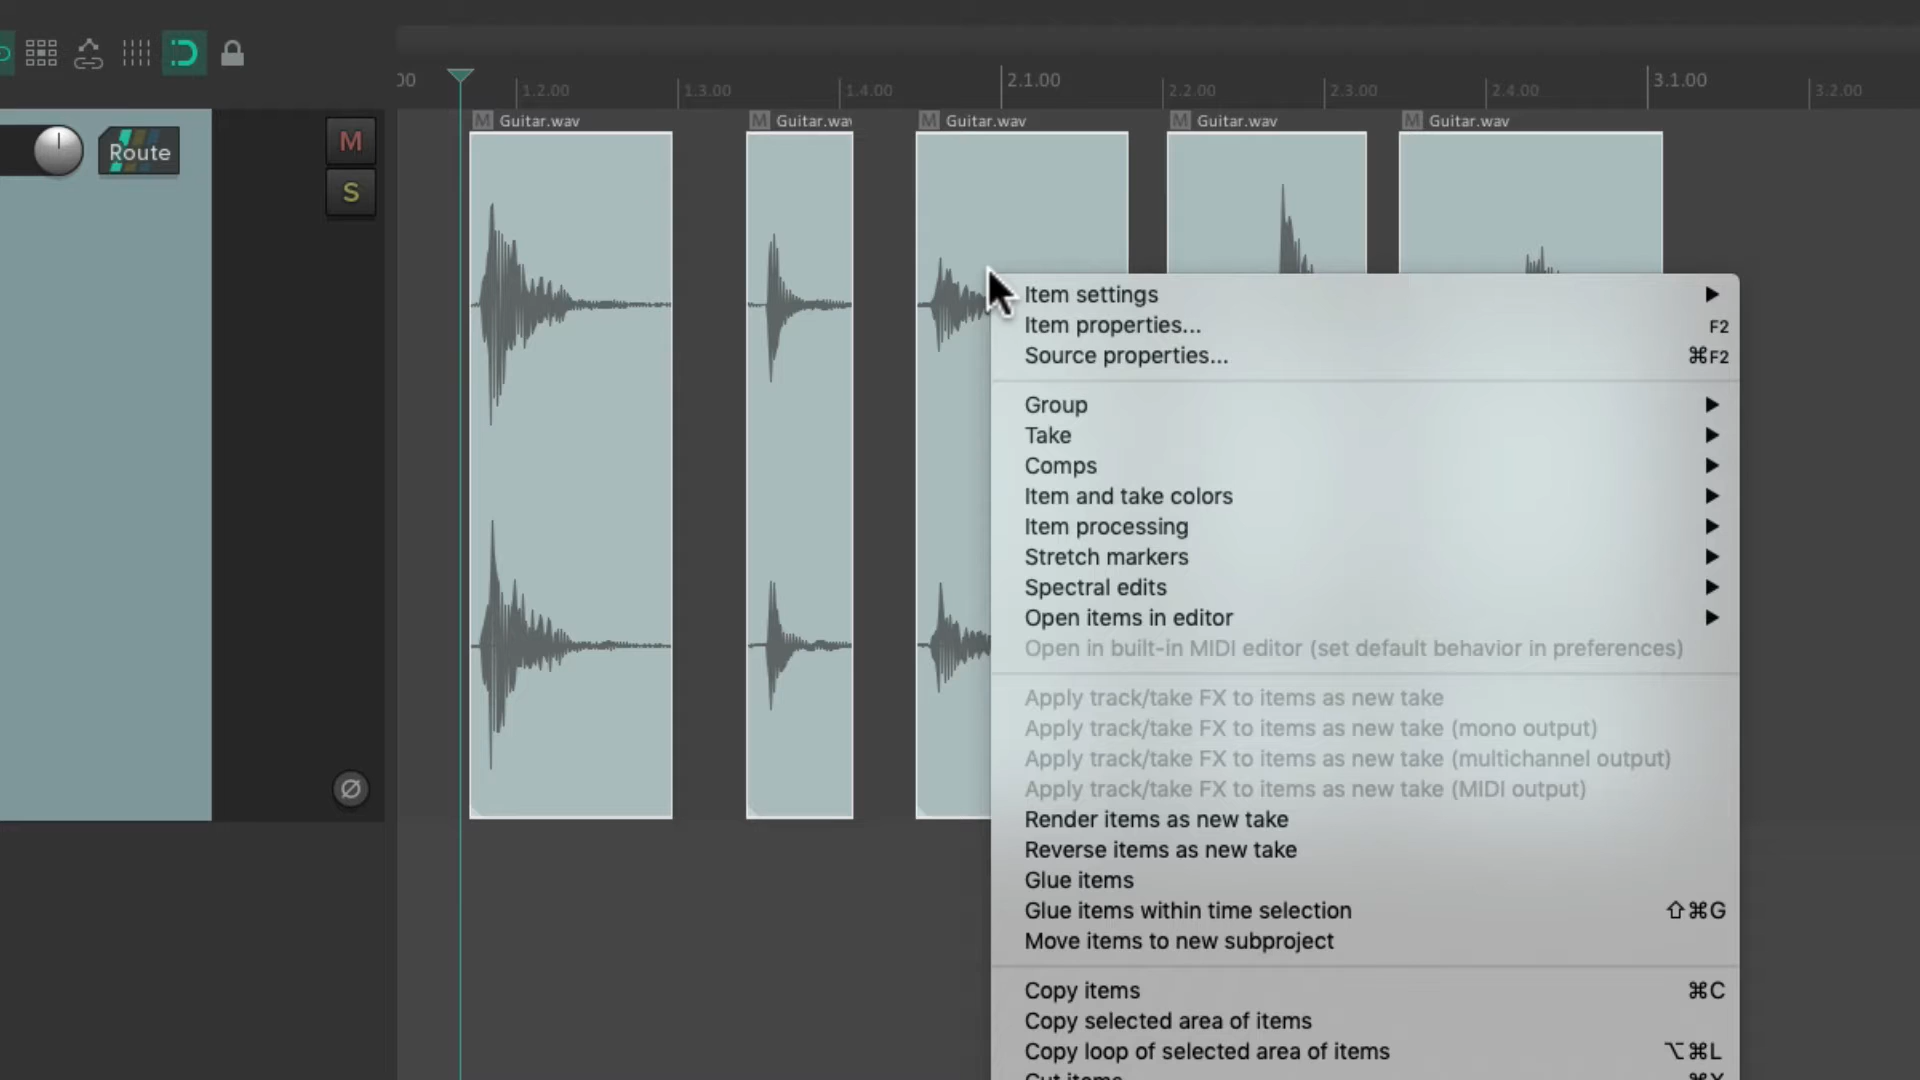 00
1.2.00
1.3.00
1.4.00
2.1.00
2.2.00
2.3.00
2.4.00
3.1.00
3.2.00
M Guitar.wav
M Guitar.wav
M Guitar.wav
M Guitar.wav
M Guitar.wav
Route
M
S
Item settings
Item properties... F2
Source properties... ⌘F2
Group
Take
Comps
Item and take colors
Item processing
Stretch markers
Spectral edits
Open items in editor
Open in built-in MIDI editor (set default behavior in preferences)
Apply track/take FX to items as new take
Apply track/take FX to items as new take (mono output)
Apply track/take FX to items as new take (multichannel output)
Apply track/take FX to items as new take (MIDI output)
Render items as new take
Reverse items as new take
Glue items
Glue items within time selection ⇧⌘G
Move items to new subproject
Copy items ⌘C
Copy selected area of items
Copy loop of selected area of items ⌥⌘L
Cut items ⌘X